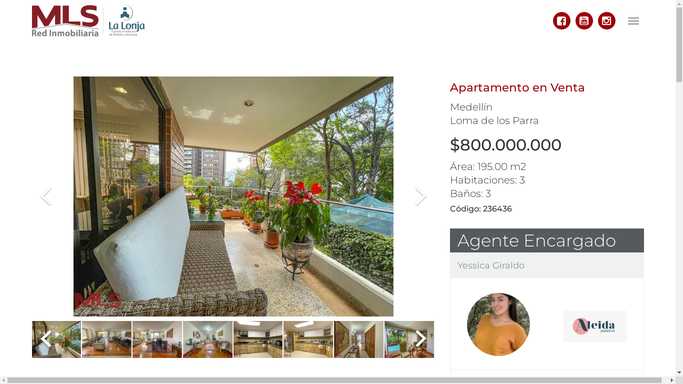 MLS
Red Inmobiliaria
La Lonja
Apartamento en Venta
Medellín
Loma de los Parra
$800.000.000
Área: 195.00 m2
Habitaciones: 3
Baños: 3
Código: 236436
Agente Encargado
Yessica Giraldo
MLS
Aleida